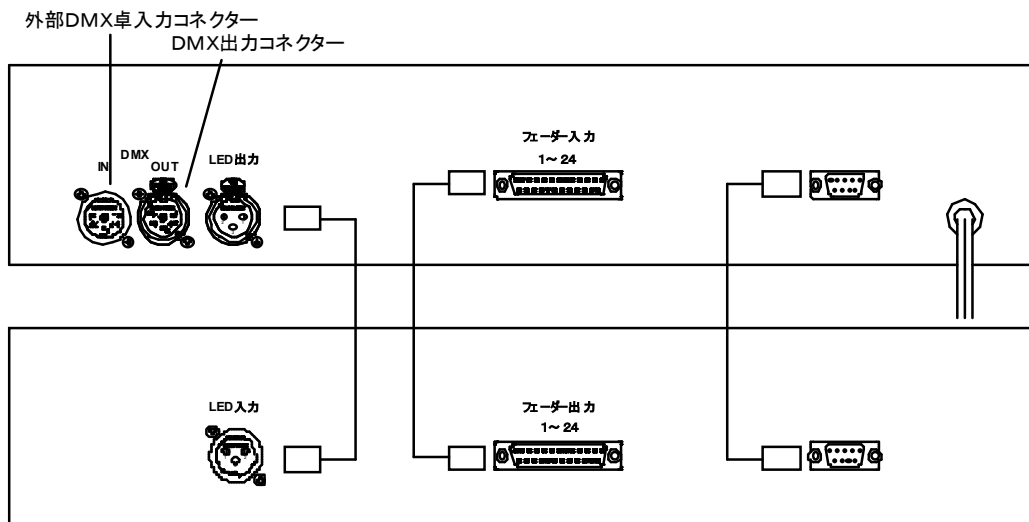 外部DMX卓入力コネクター
DMX出力コネクター
DMX
IN
OUT
LED出力
フェーダー入力
1～24
LED入力
フェーダー出力
1～24